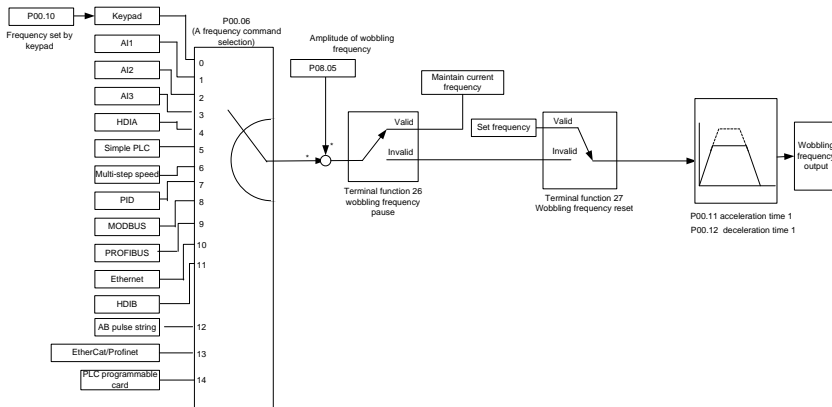 P00.10
Frequency set by
keypad
Keypad
AI1
AI2
AI3
HDIA
Simple PLC
Multi-step speed
PID
MODBUS
PROFIBUS
Ethernet
HDIB
AB pulse string
EtherCat/Profinet
PLC programmable
card
P00.06
(A frequency command
selection)
0
1
2
3
4
5
6
7
8
9
10
11
12
13
14
Amplitude of wobbling
frequency
P08.05
*
*
Maintain current
frequency
Valid
Invalid
Terminal function 26
wobbling frequency
pause
Set frequency
Valid
Invalid
Terminal function 27
Wobbling frequency reset
P00.11 acceleration time 1
P00.12 deceleration time 1
Wobbling
frequency
output